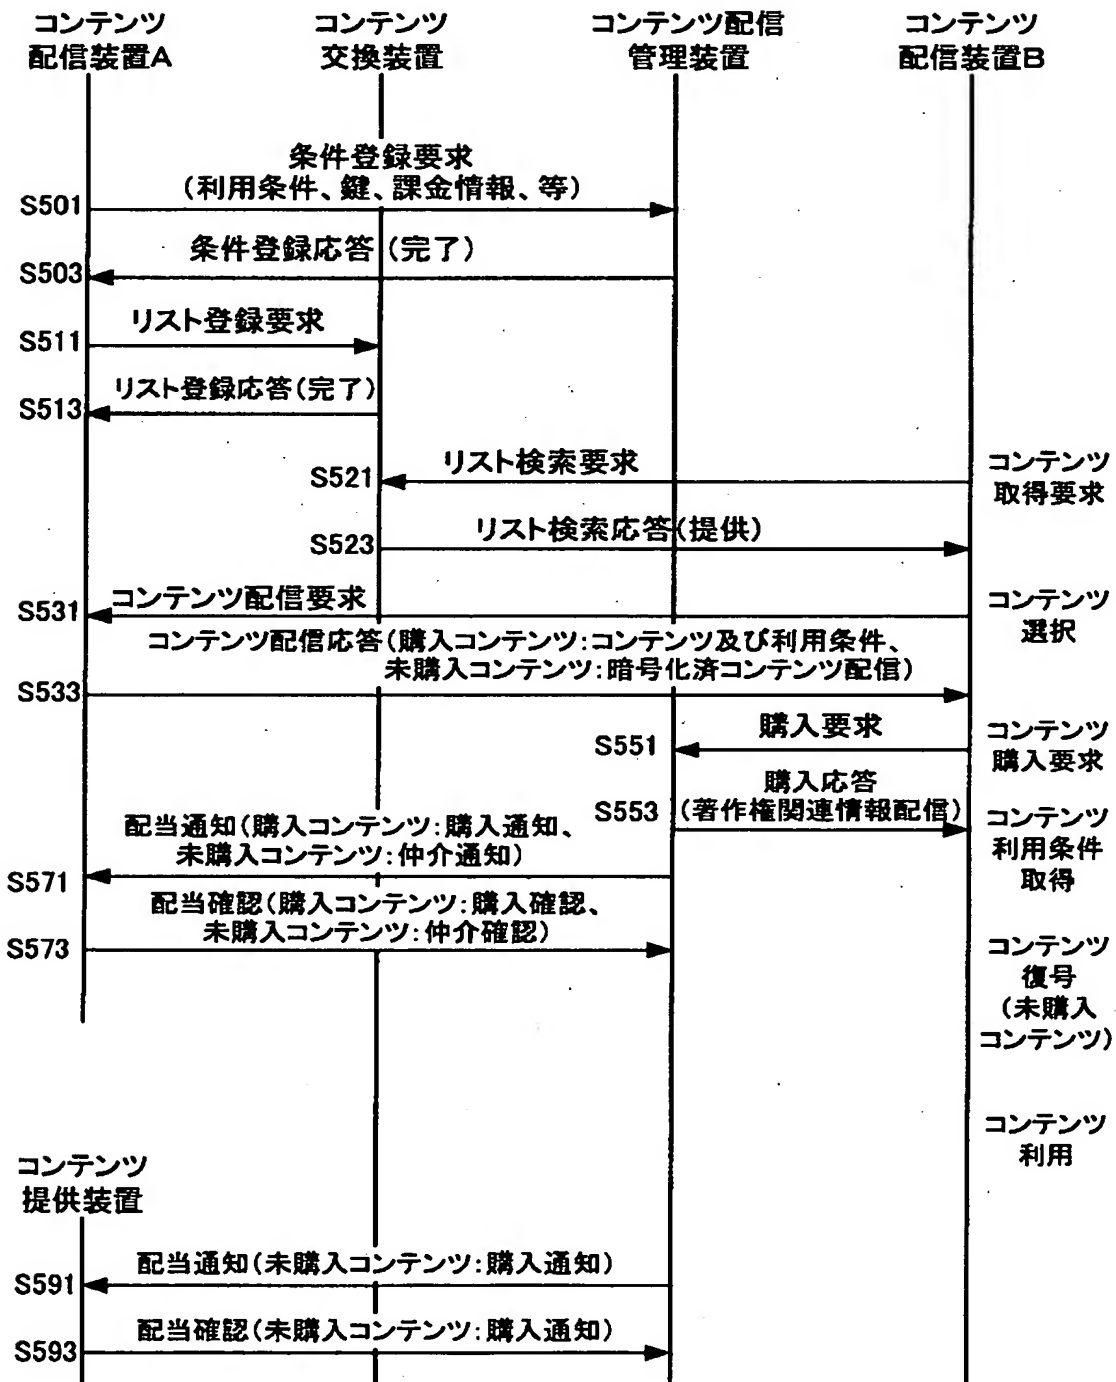 コンテンツ
配信装置A
コンテンツ
交換装置
コンテンツ配信
管理装置
コンテンツ
配信装置B
条件登録要求
(利用条件、鍵、課金情報、等)
S501
条件登録応答(完了)
S503
リスト登録要求
S511
リスト登録応答(完了)
S513
リスト検索要求
S521
コンテンツ
取得要求
リスト検索応答(提供)
S523
コンテンツ配信要求
S531
コンテンツ
選択
コンテンツ配信応答(購入コンテンツ:コンテンツ及び利用条件、
未購入コンテンツ:暗号化済コンテンツ配信)
S533
購入要求
S551
コンテンツ
購入要求
購入応答
(著作権関連情報配信)
S553
コンテンツ
利用条件
取得
配当通知(購入コンテンツ:購入通知、
未購入コンテンツ:仲介通知)
S571
配当確認(購入コンテンツ:購入確認、
未購入コンテンツ:仲介確認)
S573
コンテンツ
復号
(未購入
コンテンツ)
コンテンツ
利用
コンテンツ
提供装置
配当通知(未購入コンテンツ:購入通知)
S591
配当確認(未購入コンテンツ:購入通知)
S593